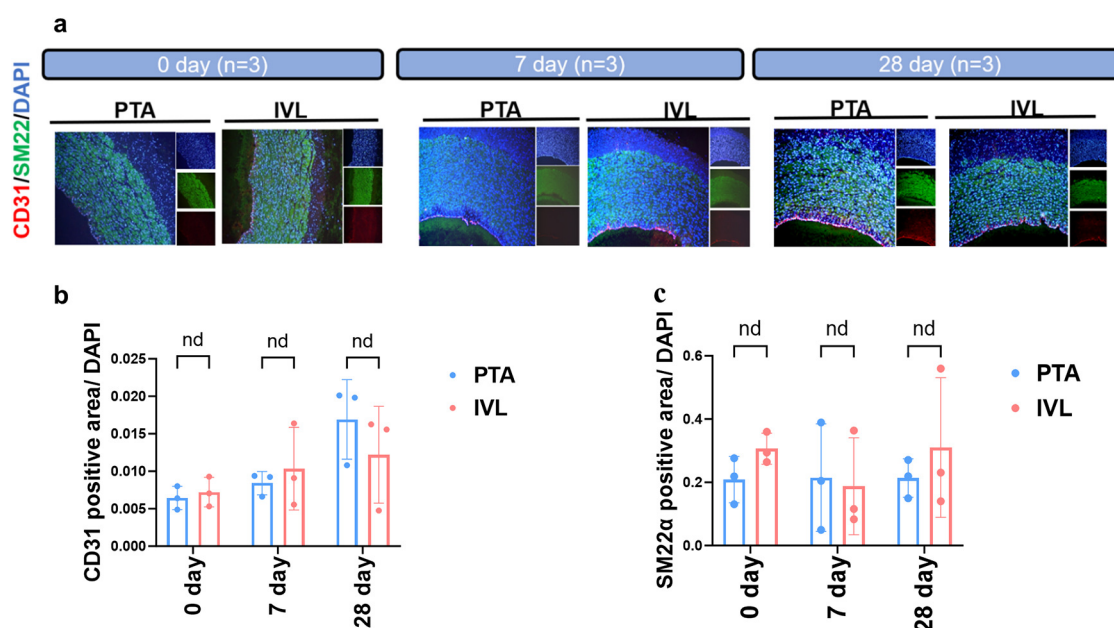 a
0 day (n=3)
7 day (n=3)
28 day (n=3)
CD31/SM22/DAPI
PTA
IVL
PTA
IVL
PTA
IVL
b
CD31 positive area/ DAPI
0.025
0.020
0.015
0.010
0.005
0.000
nd
nd
nd
0 day
7 day
28 day
PTA
IVL
c
SM22α positive area/ DAPI
0.6
0.4
0.2
0.0
nd
nd
nd
0 day
7 day
28 day
PTA
IVL